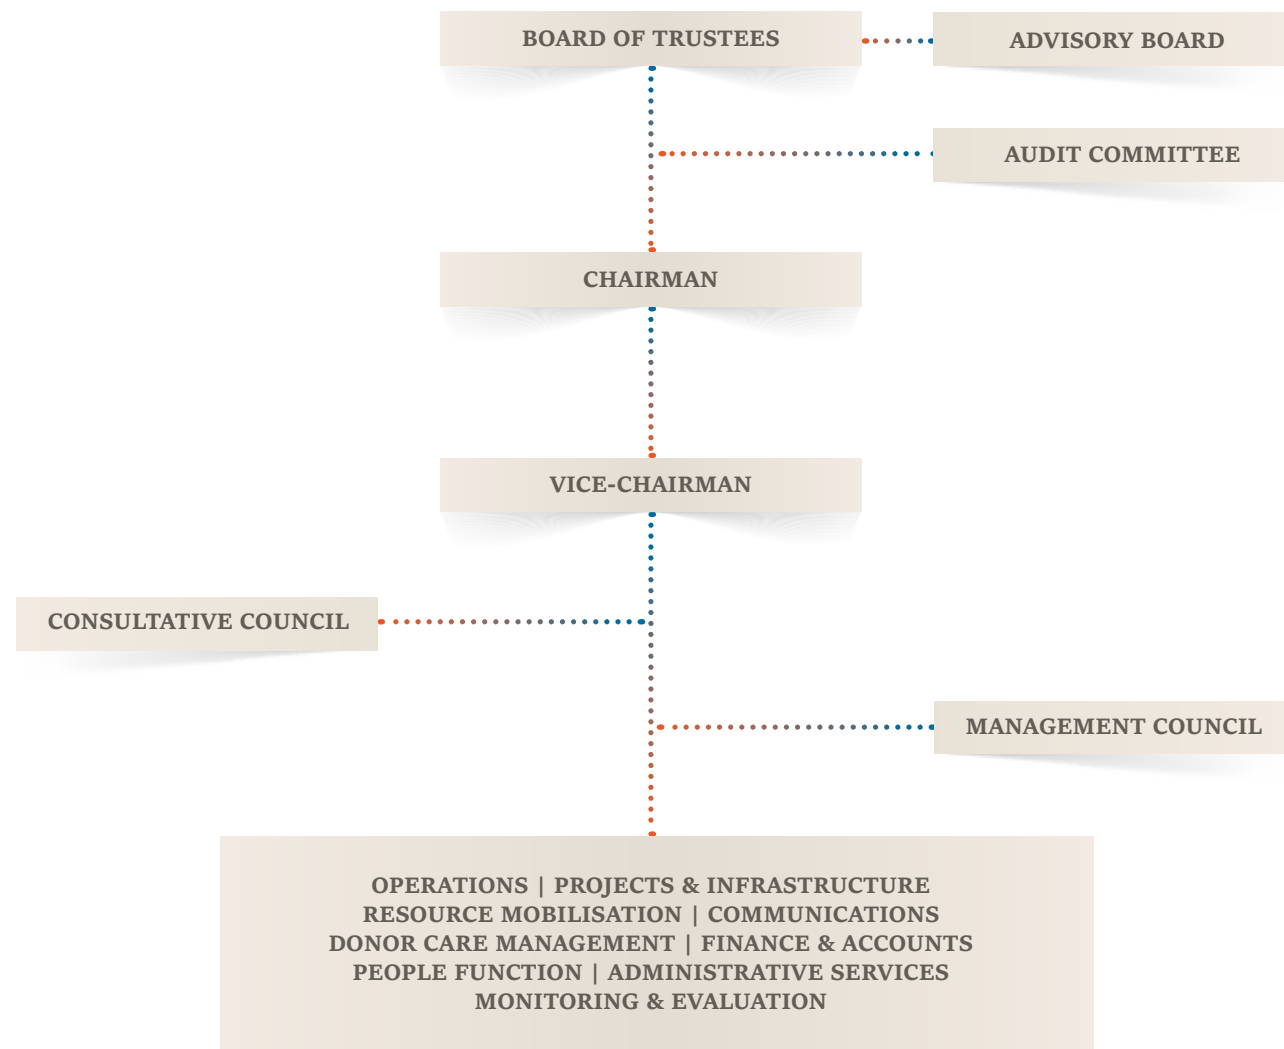 BOARD OF TRUSTEES
ADVISORY BOARD
AUDIT COMMITTEE
CHAIRMAN
VICE-CHAIRMAN
CONSULTATIVE COUNCIL
MANAGEMENT COUNCIL
OPERATIONS | PROJECTS & INFRASTRUCTURE
RESOURCE MOBILISATION | COMMUNICATIONS
DONOR CARE MANAGEMENT | FINANCE & ACCOUNTS
PEOPLE FUNCTION | ADMINISTRATIVE SERVICES
MONITORING & EVALUATION